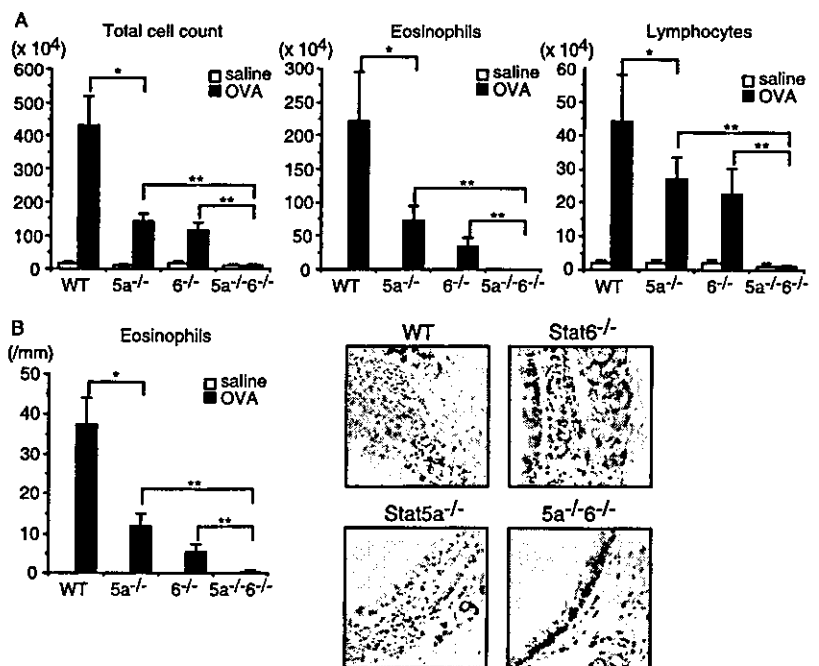 A
Total cell count
(x 10⁴)
600
500
400
300
200
100
0
saline
OVA
*
**
**
WT 5a-/- 6-/- 5a-/-6-/-
Eosinophils
(x 10⁴)
300
250
200
150
100
50
0
saline
OVA
*
**
**
WT 5a-/- 6-/- 5a-/-6-/-
Lymphocytes
(x 10⁴)
60
50
40
30
20
10
0
saline
OVA
*
**
**
**
WT 5a-/- 6-/- 5a-/-6-/-
B
Eosinophils
(/mm)
50
40
30
20
10
0
saline
OVA
*
**
**
WT 5a-/- 6-/- 5a-/-6-/-
WT
Stat6-/-
Stat5a-/-
5a-/-6-/-